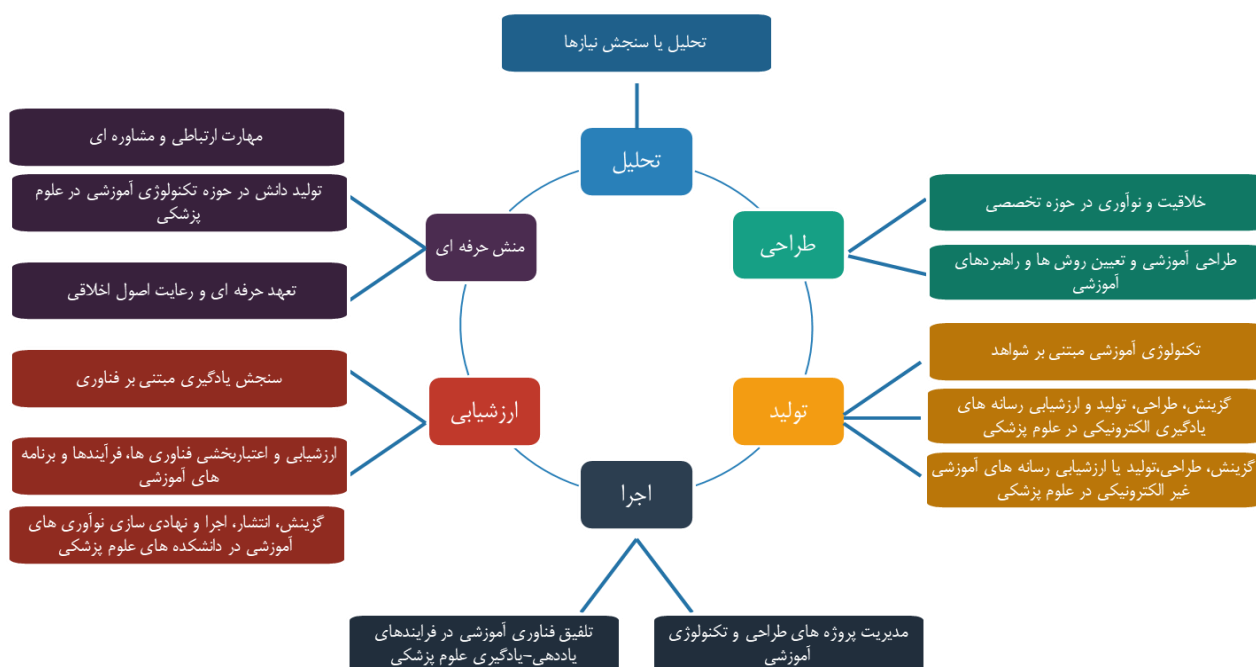 تحلیل یا سنجش نیازها
تحلیل
طراحی
خلاقیت و نوآوری در حوزه تخصصی
طراحی آموزشی و تعیین روش ها و راهبردهای
آموزشی
تولید
تکنولوژی آموزشی مبتنی بر شواهد
گزینش، طراحی، تولید و ارزشیابی رسانه های
یادگیری الکترونیکی در علوم پزشکی
گزینش، طراحی،تولید یا ارزشیابی رسانه های آموزشی
غیر الکترونیکی در علوم پزشکی
اجرا
مدیریت پروژه های طراحی و تکنولوژی
آموزشی
تلفیق فناوری آموزشی در فرایندهای
یاددهی-یادگیری علوم پزشکی
ارزشیابی
سنجش یادگیری مبتنی بر فناوری
ارزشیابی و اعتباربخشی فناوری ها، فرآیندها و برنامه
های آموزشی
گزینش، انتشار، اجرا و نهادی سازی نوآوری های
آموزشی در دانشکده های علوم پزشکی
منش حرفه ای
مهارت ارتباطی و مشاوره ای
تولید دانش در حوزه تکنولوژی آموزشی در علوم
پزشکی
تعهد حرفه ای و رعایت اصول اخلاقی